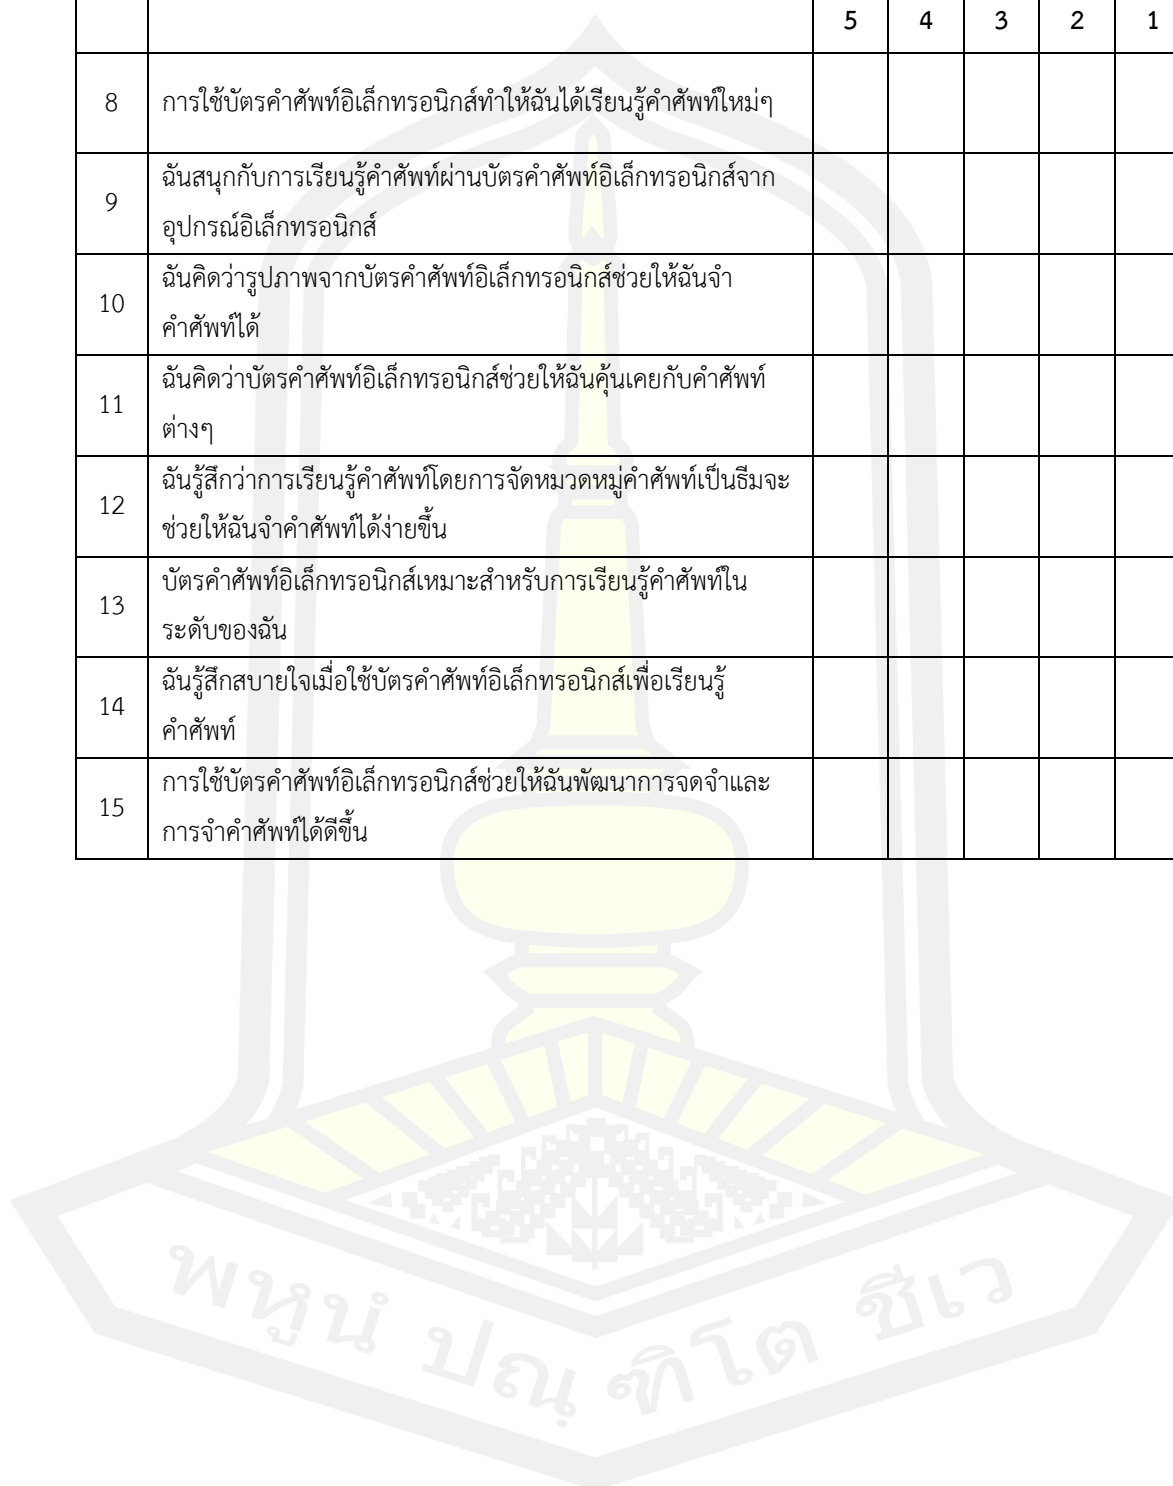 5 4 3 2 1
8 การใช้บัตรคำศัพท์อิเล็กทรอนิกส์ทำให้ฉันได้เรียนรู้คำศัพท์ใหม่ๆ
9 ฉันสนุกกับการเรียนรู้คำศัพท์ผ่านบัตรคำศัพท์อิเล็กทรอนิกส์จาก
อุปกรณ์อิเล็กทรอนิกส์
10 ฉันคิดว่ารูปภาพจากบัตรคำศัพท์อิเล็กทรอนิกส์ช่วยให้ฉันจำ
คำศัพท์ได้
11 ฉันคิดว่าบัตรคำศัพท์อิเล็กทรอนิกส์ช่วยให้ฉันคุ้นเคยกับคำศัพท์
ต่างๆ
12 ฉันรู้สึกว่าการเรียนรู้คำศัพท์โดยการจัดหมวดหมู่คำศัพท์เป็นธีมจะ
ช่วยให้ฉันจำคำศัพท์ได้ง่ายขึ้น
13 บัตรคำศัพท์อิเล็กทรอนิกส์เหมาะสำหรับการเรียนรู้คำศัพท์ใน
ระดับของฉัน
14 ฉันรู้สึกสบายใจเมื่อใช้บัตรคำศัพท์อิเล็กทรอนิกส์เพื่อเรียนรู้
คำศัพท์
15 การใช้บัตรคำศัพท์อิเล็กทรอนิกส์ช่วยให้ฉันพัฒนาการจดจำและ
การจำคำศัพท์ได้ดีขึ้น
พหูนํ ปณฺฑิโต ชีเว